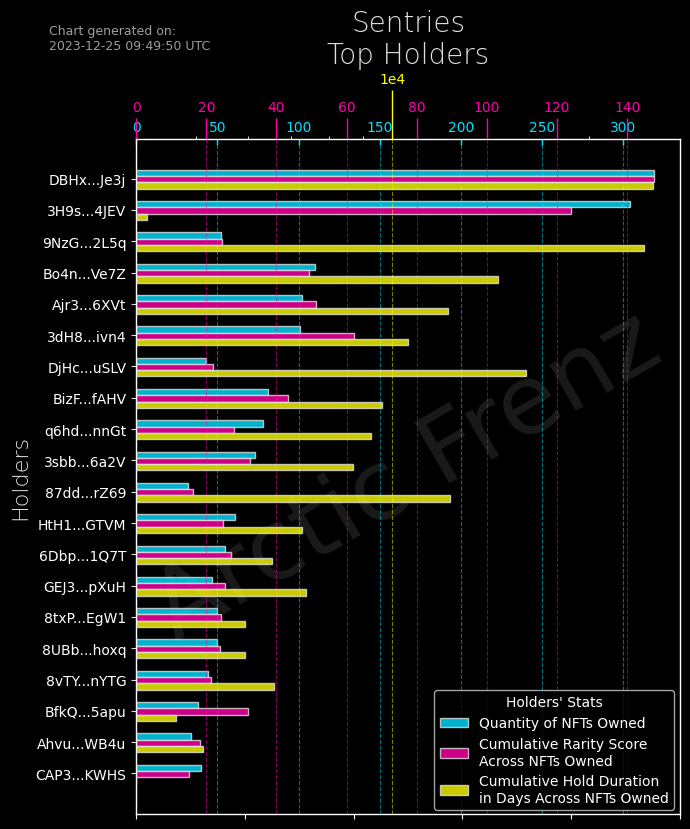 Chart generated on:
2023-12-25 09:49:50 UTC
Sentries
Top Holders
1e4
0 20 40 60 80 100 120 140
0 50 100 150 200 250 300
DBHx...Je3j
3H9s...4JEV
9NzG...2L5q
Bo4n...Ve7Z
Ajr3...6XVt
3dH8...ivn4
DjHc...uSLV
BizF...fAHV
q6hd...nnGt
3sbb...6a2V
87dd...rZ69
HtH1...GTVM
6Dbp...1Q7T
GEJ3...pXuH
8txP...EgW1
8UBb...hoxq
8vTY...nYTG
BfkQ...5apu
Ahvu...WB4u
CAP3...KWHS
Holders
Arctic Frenz
Holders' Stats
Quantity of NFTs Owned
Cumulative Rarity Score
Across NFTs Owned
Cumulative Hold Duration
in Days Across NFTs Owned